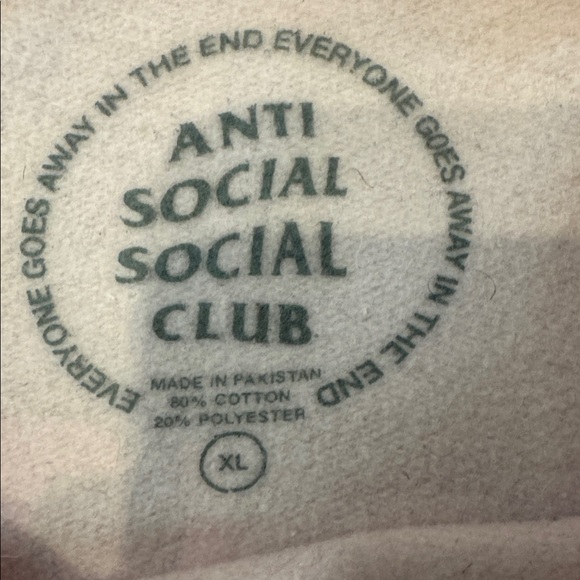 EVERYONE GOES AWAY IN THE END EVERYONE GOES AWAY IN THE END
ANTI
SOCIAL
SOCIAL
CLUB
MADE IN PAKISTAN
80% COTTON
20% POLYESTER
XL